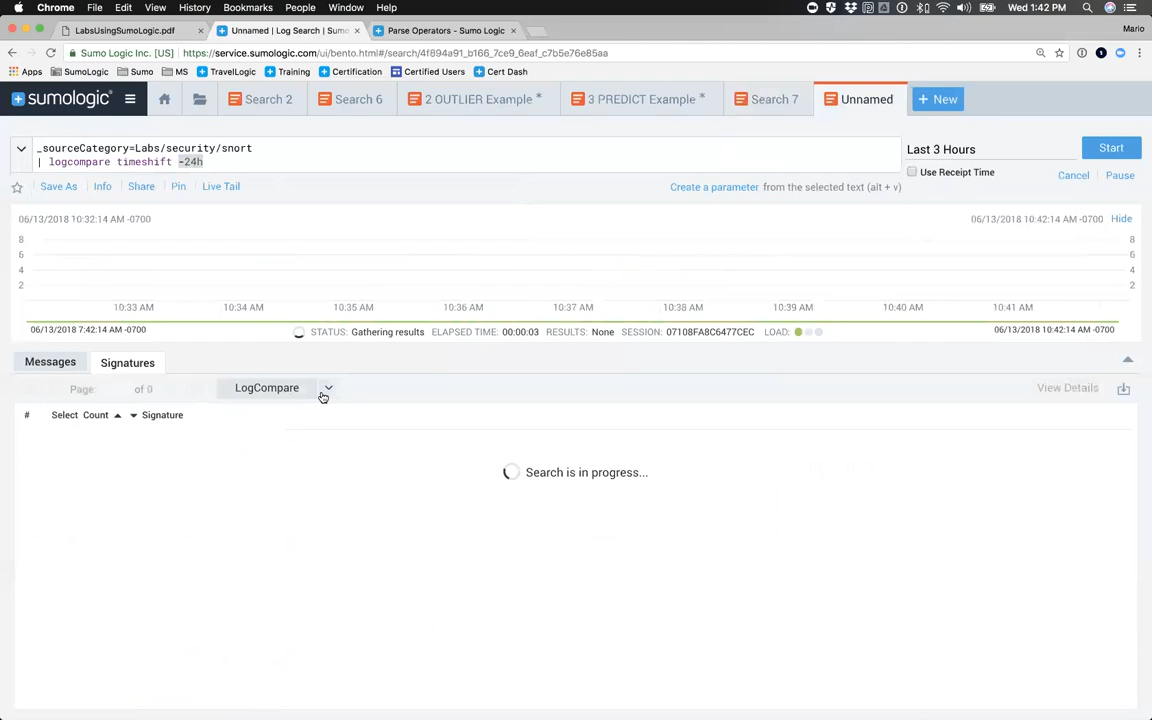 Chrome File Edit View History Bookmarks People Window Help Wed 1:42 PM
LabsUsingSumoLogic.pdf × Unnamed | Log Search | Sumo × Parse Operators - Sumo Logic × Mario
Sumo Logic Inc. [US] https://service.sumologic.com/ui/bento.html#/search/4f894a91_b166_7ce9_6eaf_c7b5e76e85aa
Apps SumoLogic Sumo MS TravelLogic Training Certification Certified Users Cert Dash
sumologic Search 2 Search 6 2 OUTLIER Example * 3 PREDICT Example * Search 7 Unnamed + New
_sourceCategory=Labs/security/snort
| logcompare timeshift -24h
Last 3 Hours Start
Use Receipt Time Cancel Pause
Save As Info Share Pin Live Tail Create a parameter from the selected text (alt + v)
06/13/2018 10:32:14 AM -0700 06/13/2018 10:42:14 AM -0700 Hide
8 8
6 6
4 4
2 2
10:33 AM 10:34 AM 10:35 AM 10:36 AM 10:37 AM 10:38 AM 10:39 AM 10:40 AM 10:41 AM
06/13/2018 7:42:14 AM -0700 STATUS: Gathering results ELAPSED TIME: 00:00:03 RESULTS: None SESSION: 07108FA8C6477CEC LOAD: 06/13/2018 10:42:14 AM -0700
Messages Signatures
Page: of 0 LogCompare View Details
# Select Count Signature
Search is in progress...